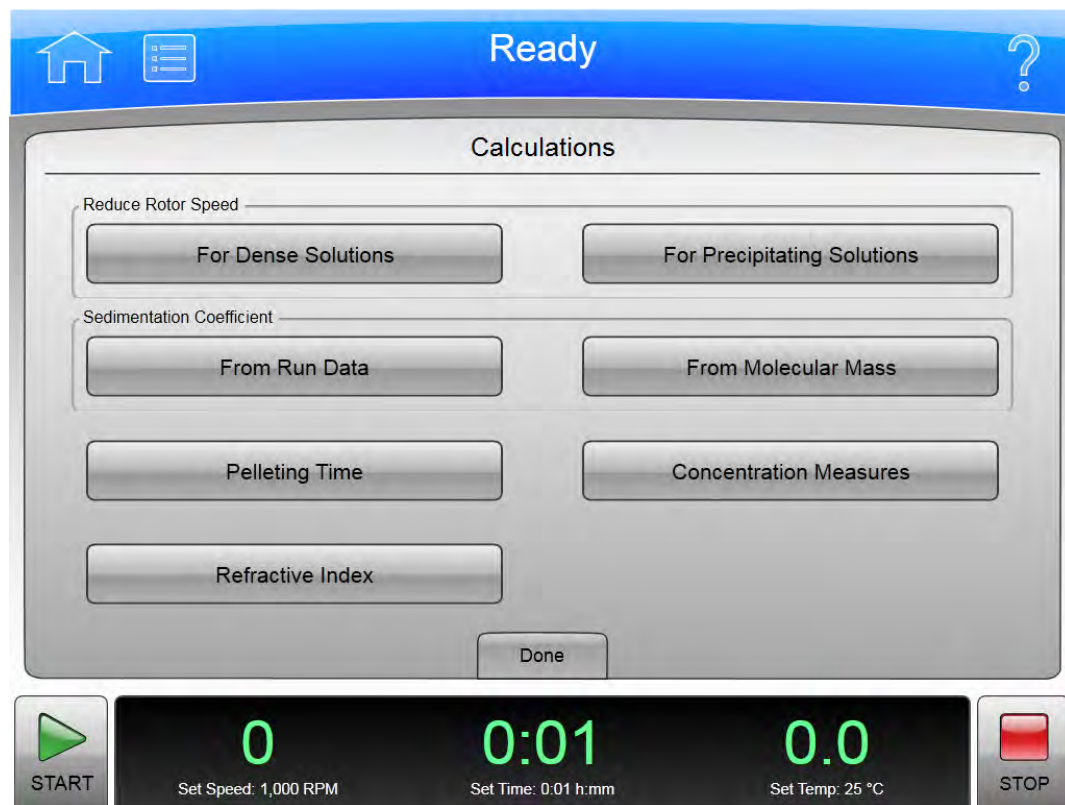 Ready
?
Calculations
Reduce Rotor Speed
For Dense Solutions
For Precipitating Solutions
Sedimentation Coefficient
From Run Data
From Molecular Mass
Pelleting Time
Concentration Measures
Refractive Index
Done
START
0
0:01
0.0
Set Speed: 1,000 RPM
Set Time: 0:01 h:mm
Set Temp: 25 °C
STOP